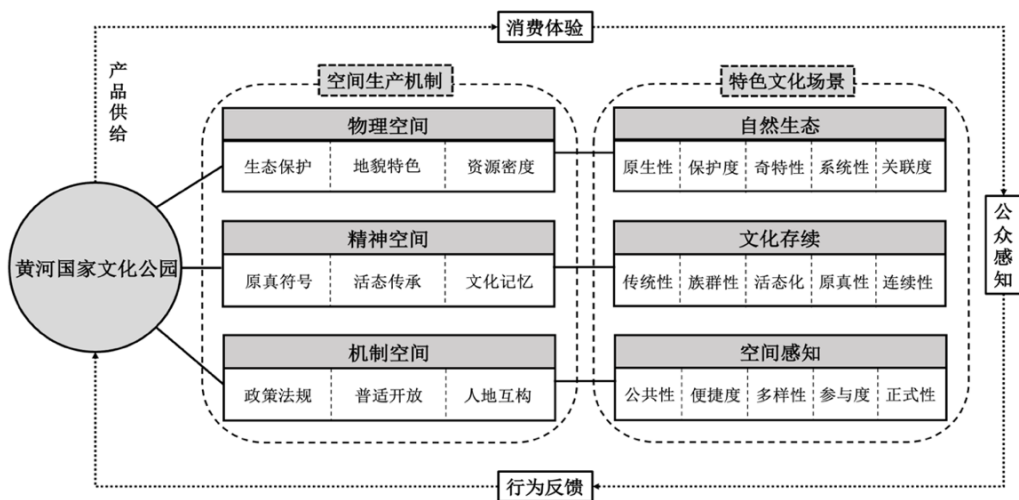 消费体验
产品供给
空间生产机制
特色文化场景
物理空间
生态保护 地貌特色 资源密度
自然生态
原生性 保护度 奇特性 系统性 关联度
黄河国家文化公园
精神空间
原真符号 活态传承 文化记忆
文化存续
传统性 族群性 活态化 原真性 连续性
公众感知
机制空间
政策法规 普适开放 人地互构
空间感知
公共性 便捷度 多样性 参与度 正式性
行为反馈